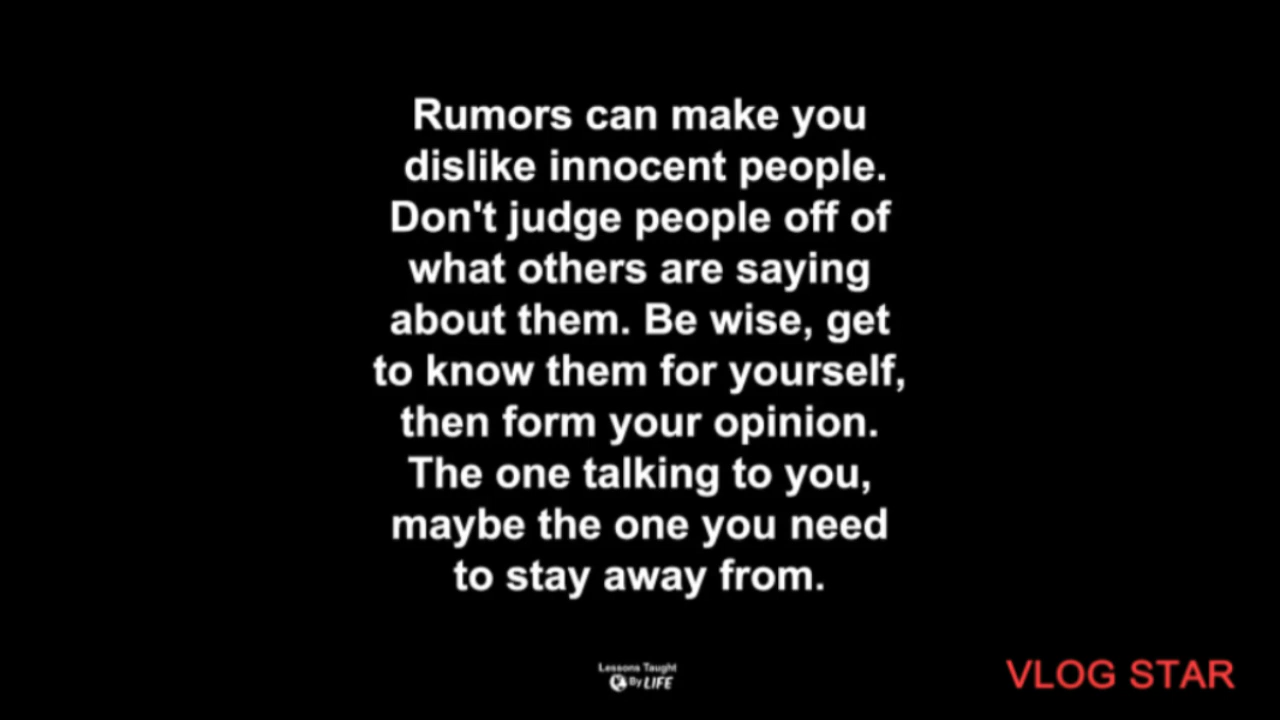 Rumors can make you
dislike innocent people.
Don't judge people off of
what others are saying
about them. Be wise, get
to know them for yourself,
then form your opinion.
The one talking to you,
maybe the one you need
to stay away from.
Lessons Taught
By LIFE
VLOG STAR